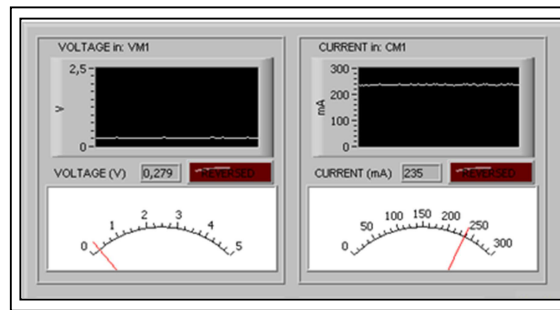 VOLTAGE in: VM1
2,5
V
0
VOLTAGE (V) 0,279 REVERSED
0 1 2 3 4 5
CURRENT in: CM1
300
200
mA
100
0
CURRENT (mA) 235 REVERSED
0 50 100 150 200 250 300